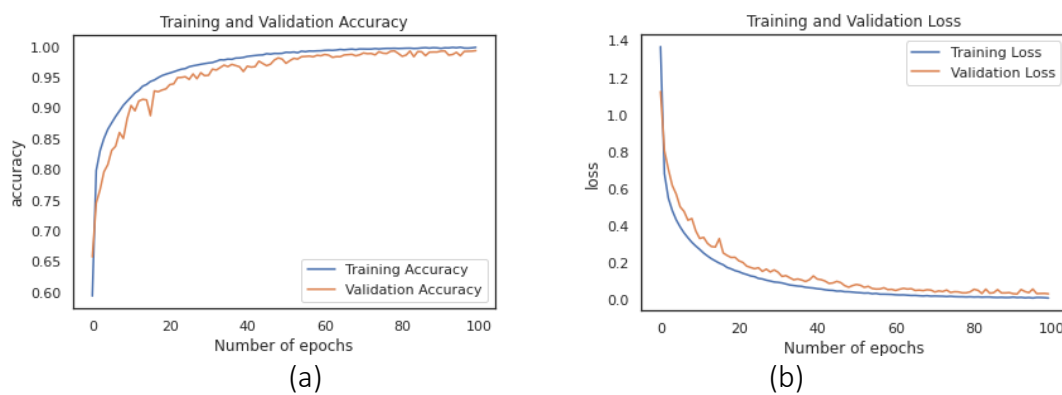 Training and Validation Accuracy
1.00
0.95
0.90
0.85
0.80
0.75
0.70
0.65
0.60
accuracy
Training Accuracy
Validation Accuracy
0 20 40 60 80 100
Number of epochs
(a)
Training and Validation Loss
1.4
1.2
1.0
0.8
0.6
0.4
0.2
0.0
loss
Training Loss
Validation Loss
0 20 40 60 80 100
Number of epochs
(b)